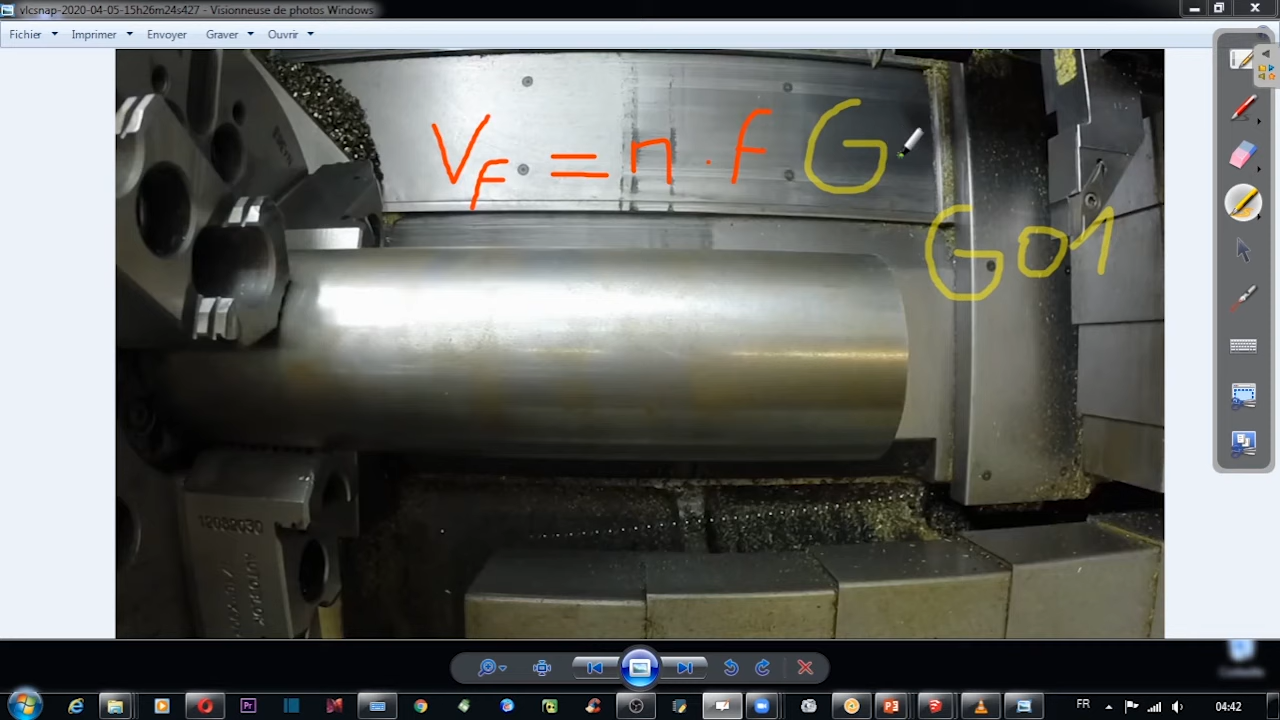 vlcsnap-2020-04-05-15h26m24s427 - Visionneuse de photos Windows
Fichier Imprimer Envoyer Graver Ouvrir
VF = n . f G
G01
12032030
FR 04:42